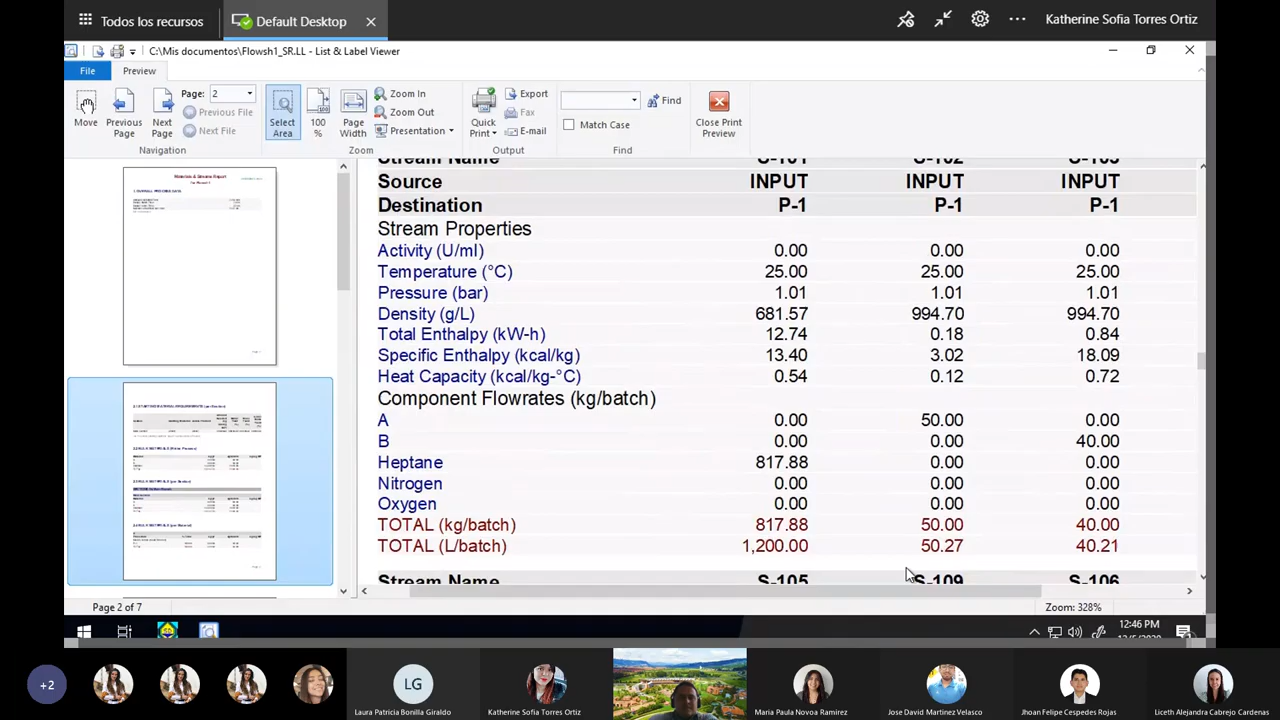 Todos los recursos
Default Desktop
Katherine Sofia Torres Ortiz
C:\Mis documentos\Flowsh1_SR.LL - List & Label Viewer
File
Preview
Move
Previous Page
Next Page
Page: 2
Previous File
Next File
Navigation
Select Area
100 %
Page Width
Zoom In
Zoom Out
Presentation
Zoom
Quick Print
Export
Fax
E-mail
Output
Find
Match Case
Find
Close Print Preview
Stream Name S-101 S-102 S-103
Source INPUT INPUT INPUT
Destination P-1 P-1 P-1
Stream Properties
Activity (U/ml) 0.00 0.00 0.00
Temperature (°C) 25.00 25.00 25.00
Pressure (bar) 1.01 1.01 1.01
Density (g/L) 681.57 994.70 994.70
Total Enthalpy (kW-h) 12.74 0.18 0.84
Specific Enthalpy (kcal/kg) 13.40 3.02 18.09
Heat Capacity (kcal/kg-°C) 0.54 0.12 0.72
Component Flowrates (kg/batch)
A 0.00 50.00 0.00
B 0.00 0.00 40.00
Heptane 817.88 0.00 0.00
Nitrogen 0.00 0.00 0.00
Oxygen 0.00 0.00 0.00
TOTAL (kg/batch) 817.88 50.00 40.00
TOTAL (L/batch) 1,200.00 50.27 40.21
Stream Name S-105 S-109 S-106
Page 2 of 7
Zoom: 328%
12:46 PM
+2
LG
Laura Patricia Bonilla Giraldo
Katherine Sofia Torres Ortiz
Maria Paula Novoa Ramirez
Jose David Martinez Velasco
Jhoan Felipe Cespedes Rojas
Liceth Alejandra Cabrejo Cardenas